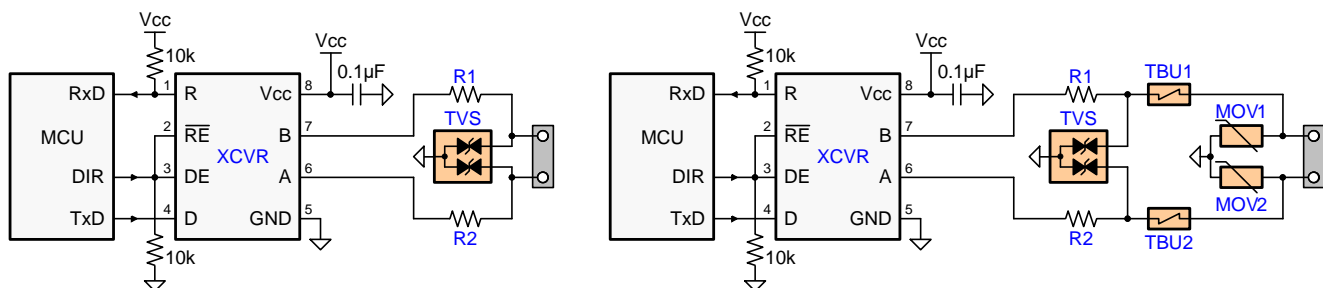 Vcc
10k
Vcc
0.1µF
R1
RxD
1
R
Vcc
8
MCU
2
RE
B
7
TVS
XCVR
DIR
3
DE
A
6
TxD
4
D
GND
5
R2
10k
Vcc
10k
Vcc
0.1µF
R1
TBU1
RxD
1
R
Vcc
8
MOV1
MCU
2
RE
B
7
TVS
XCVR
DIR
3
DE
A
6
MOV2
TxD
4
D
GND
5
R2
TBU2
10k